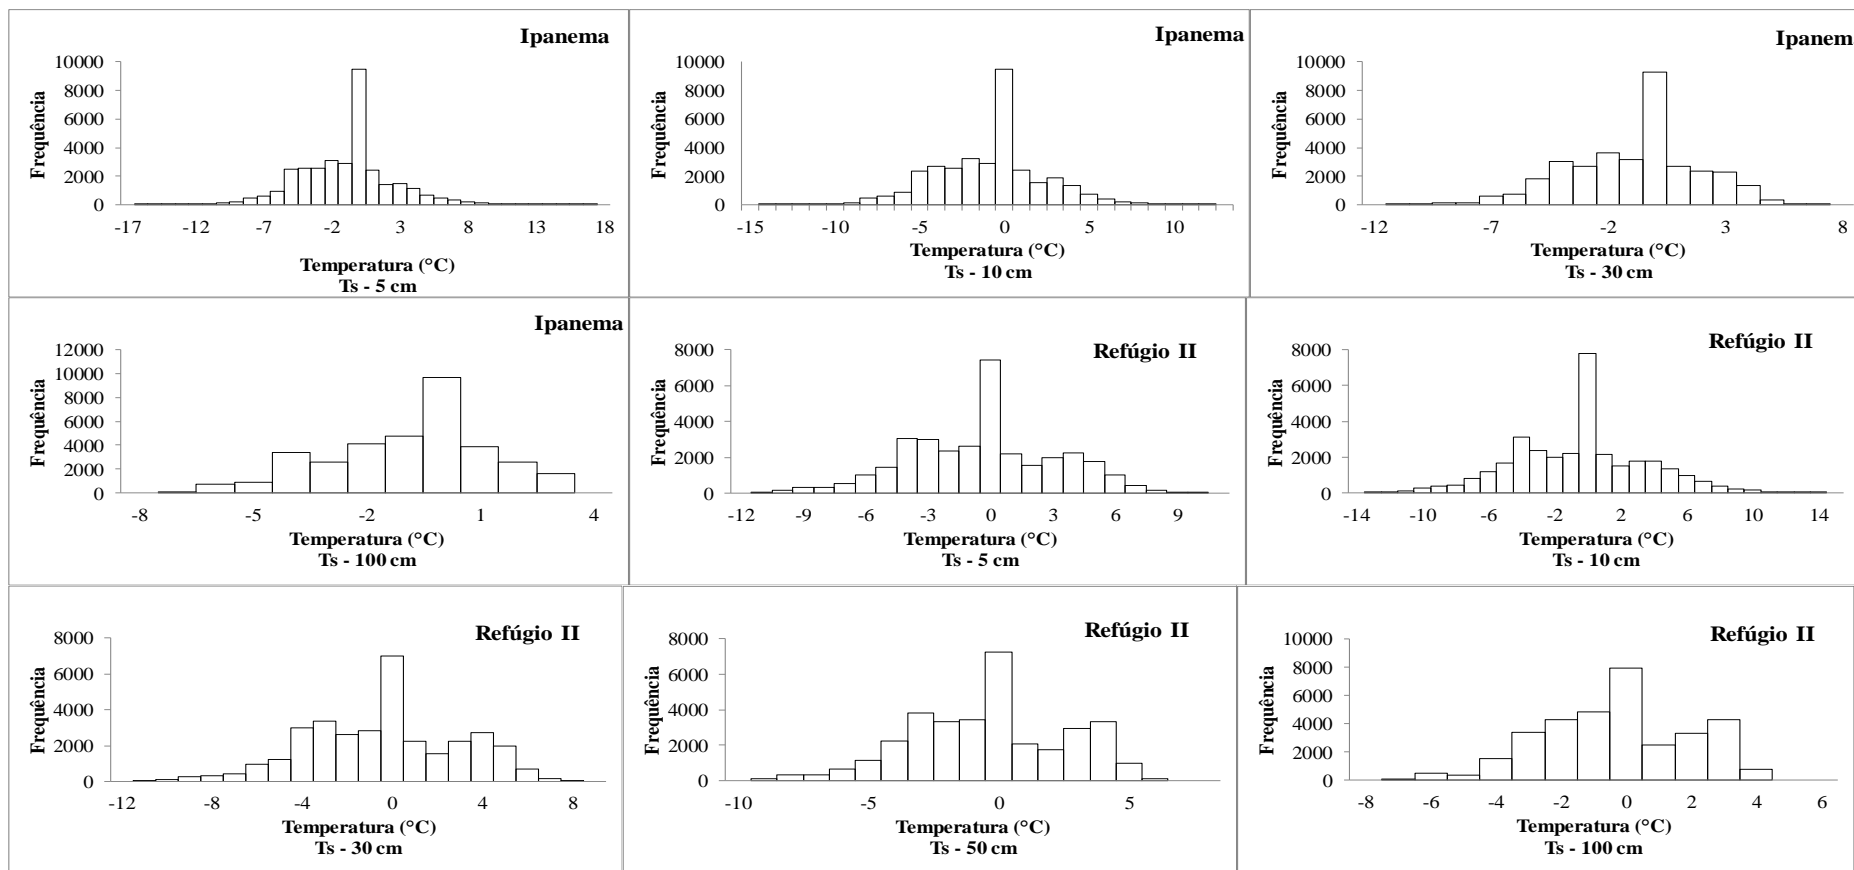 Ipanema
10000
8000
6000
4000
2000
0
Frequência
-17 -12 -7 -2 3 8 13 18
Temperatura (°C)
Ts - 5 cm
Ipanema
10000
8000
6000
4000
2000
0
Frequência
-15 -10 -5 0 5 10
Temperatura (°C)
Ts - 10 cm
Ipanem
10000
8000
6000
4000
2000
0
Frequência
-12 -7 -2 3 8
Temperatura (°C)
Ts - 30 cm
Ipanema
12000
10000
8000
6000
4000
2000
0
Frequência
-8 -5 -2 1 4
Temperatura (°C)
Ts - 100 cm
Refúgio II
8000
6000
4000
2000
0
Frequência
-12 -9 -6 -3 0 3 6 9
Temperatura (°C)
Ts - 5 cm
Refúgio II
8000
6000
4000
2000
0
Frequência
-14 -10 -6 -2 2 6 10 14
Temperatura (°C)
Ts - 10 cm
Refúgio II
8000
6000
4000
2000
0
Frequência
-12 -8 -4 0 4 8
Temperatura (°C)
Ts - 30 cm
Refúgio II
8000
6000
4000
2000
0
Frequência
-10 -5 0 5
Temperatura (°C)
Ts - 50 cm
Refúgio II
10000
8000
6000
4000
2000
0
Frequência
-8 -6 -4 -2 0 2 4 6
Temperatura (°C)
Ts - 100 cm